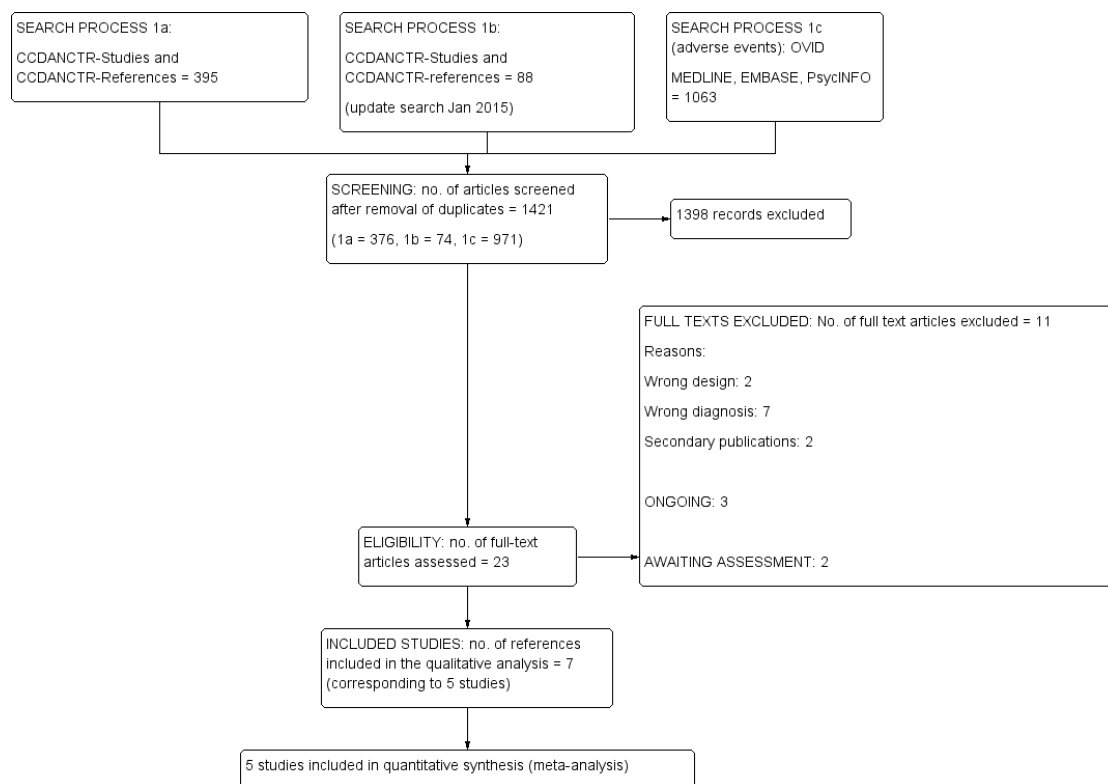 SEARCH PROCESS 1a:
CCDANCTR-Studies and
CCDANCTR-References = 395
SEARCH PROCESS 1b:
CCDANCTR-Studies and
CCDANCTR-references = 88
(update search Jan 2015)
SEARCH PROCESS 1c
(adverse events): OVID
MEDLINE, EMBASE, PsycINFO
= 1063
SCREENING: no. of articles screened
after removal of duplicates = 1421
(1a = 376, 1b = 74, 1c = 971)
1398 records excluded
FULL TEXTS EXCLUDED: No. of full text articles excluded = 11
Reasons:
Wrong design: 2
Wrong diagnosis: 7
Secondary publications: 2
ONGOING: 3
AWAITING ASSESSMENT: 2
ELIGIBILITY: no. of full-text
articles assessed = 23
INCLUDED STUDIES: no. of references
included in the qualitative analysis = 7
(corresponding to 5 studies)
5 studies included in quantitative synthesis (meta-analysis)